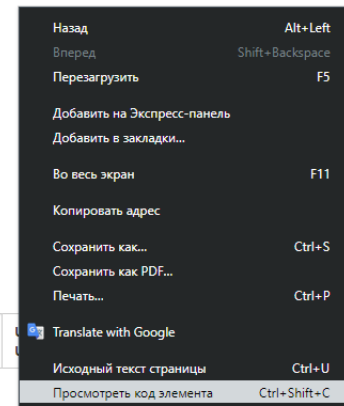 Назад Alt+Left
Вперед Shift+Backspace
Перезагрузить F5
Добавить на Экспресс-панель
Добавить в закладки...
Во весь экран F11
Копировать адрес
Сохранить как... Ctrl+S
Сохранить как PDF...
Печать... Ctrl+P
Translate with Google
Исходный текст страницы Ctrl+U
Просмотреть код элемента Ctrl+Shift+C